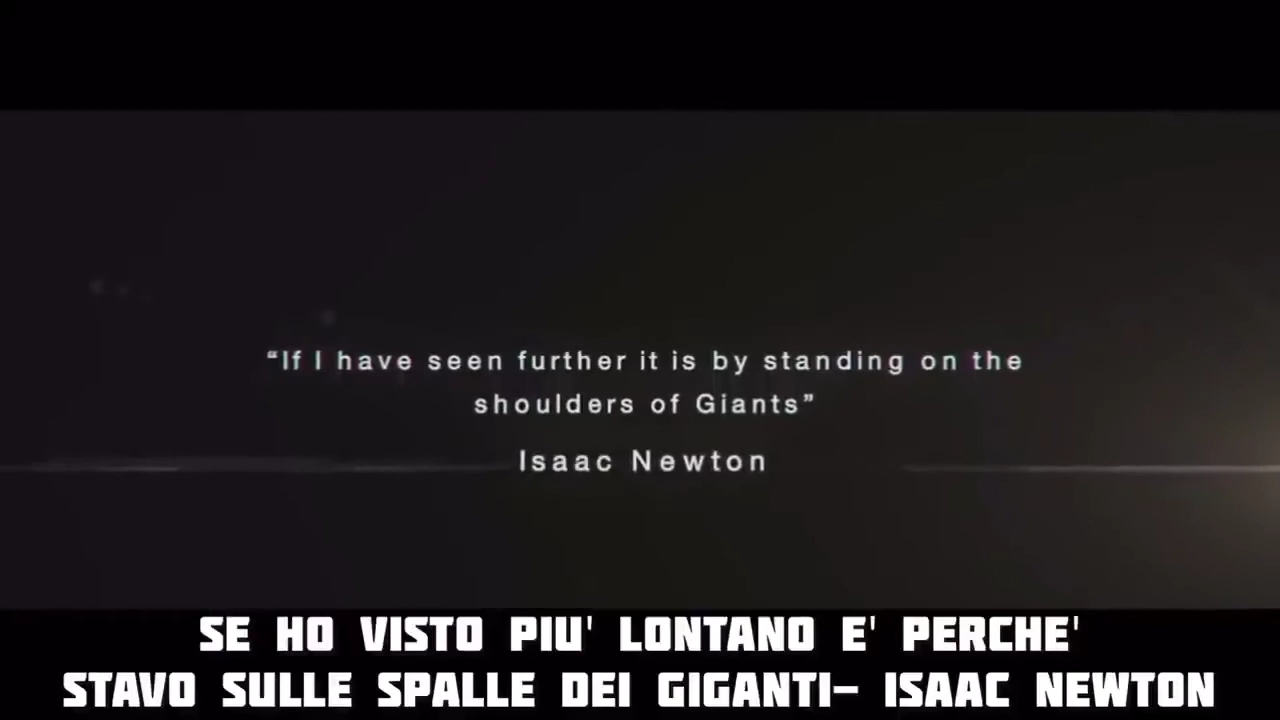 “If I have seen further it is by standing on the
shoulders of Giants”
Isaac Newton
SE HO VISTO PIU' LONTANO E' PERCHE'
STAVO SULLE SPALLE DEI GIGANTI– ISAAC NEWTON